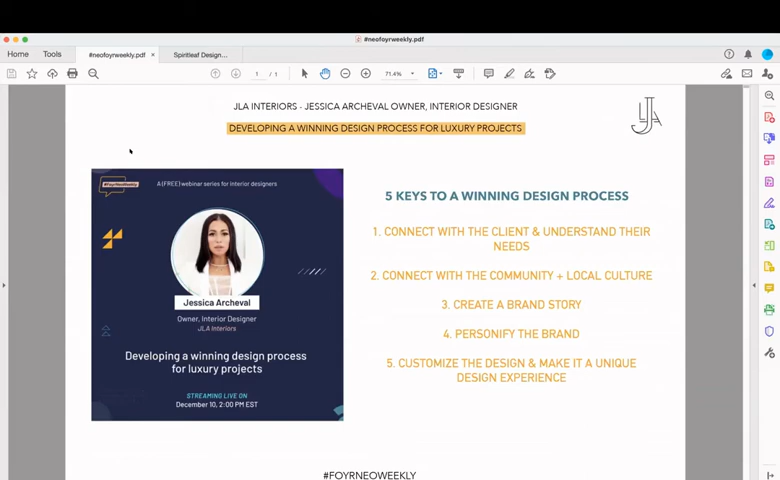 #neofoyrweekly.pdf
Home Tools #neofoyrweekly.pdf × Spiritleaf Design...
1 / 1 71.4%
JLA INTERIORS - JESSICA ARCHEVAL OWNER, INTERIOR DESIGNER
DEVELOPING A WINNING DESIGN PROCESS FOR LUXURY PROJECTS
JLA
#FoyrNeoWeekly
A (FREE) webinar series for interior designers
Jessica Archeval
Owner, Interior Designer
JLA Interiors
Developing a winning design process
for luxury projects
STREAMING LIVE ON
December 10, 2:00 PM EST
5 KEYS TO A WINNING DESIGN PROCESS
1. CONNECT WITH THE CLIENT & UNDERSTAND THEIR
NEEDS
2. CONNECT WITH THE COMMUNITY + LOCAL CULTURE
3. CREATE A BRAND STORY
4. PERSONIFY THE BRAND
5. CUSTOMIZE THE DESIGN & MAKE IT A UNIQUE
DESIGN EXPERIENCE
#FOYRNEOWEEKLY